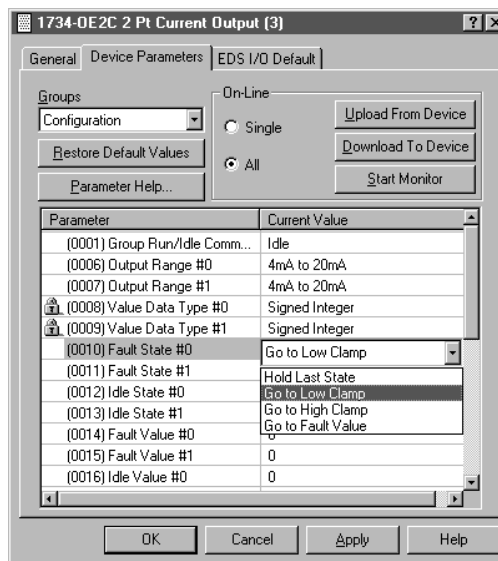 1734-OE2C 2 Pt Current Output (3)
General Device Parameters EDS I/O Default
Groups
Configuration
Restore Default Values
Parameter Help...
On-Line
Single
All
Upload From Device
Download To Device
Start Monitor
Parameter Current Value
(0001) Group Run/Idle Comm... Idle
(0006) Output Range #0 4mA to 20mA
(0007) Output Range #1 4mA to 20mA
(0008) Value Data Type #0 Signed Integer
(0009) Value Data Type #1 Signed Integer
(0010) Fault State #0 Go to Low Clamp
(0011) Fault State #1 Hold Last State
(0012) Idle State #0 Go to Low Clamp
(0013) Idle State #1 Go to High Clamp
(0014) Fault Value #0 Go to Fault Value
(0015) Fault Value #1 0
(0016) Idle Value #0 0
OK Cancel Apply Help